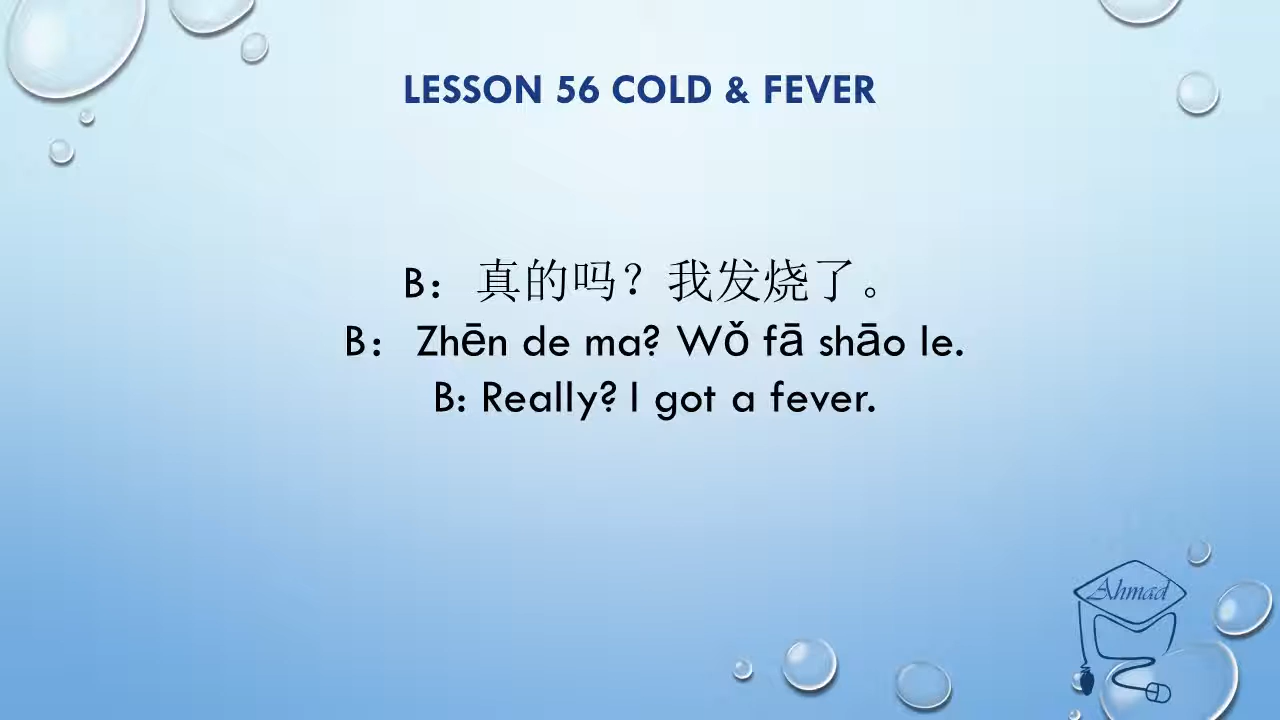 LESSON 56 COLD & FEVER
B：真的吗？我发烧了。
B： Zhēn de ma? Wǒ fā shāo le.
B: Really? I got a fever.
Ahmad